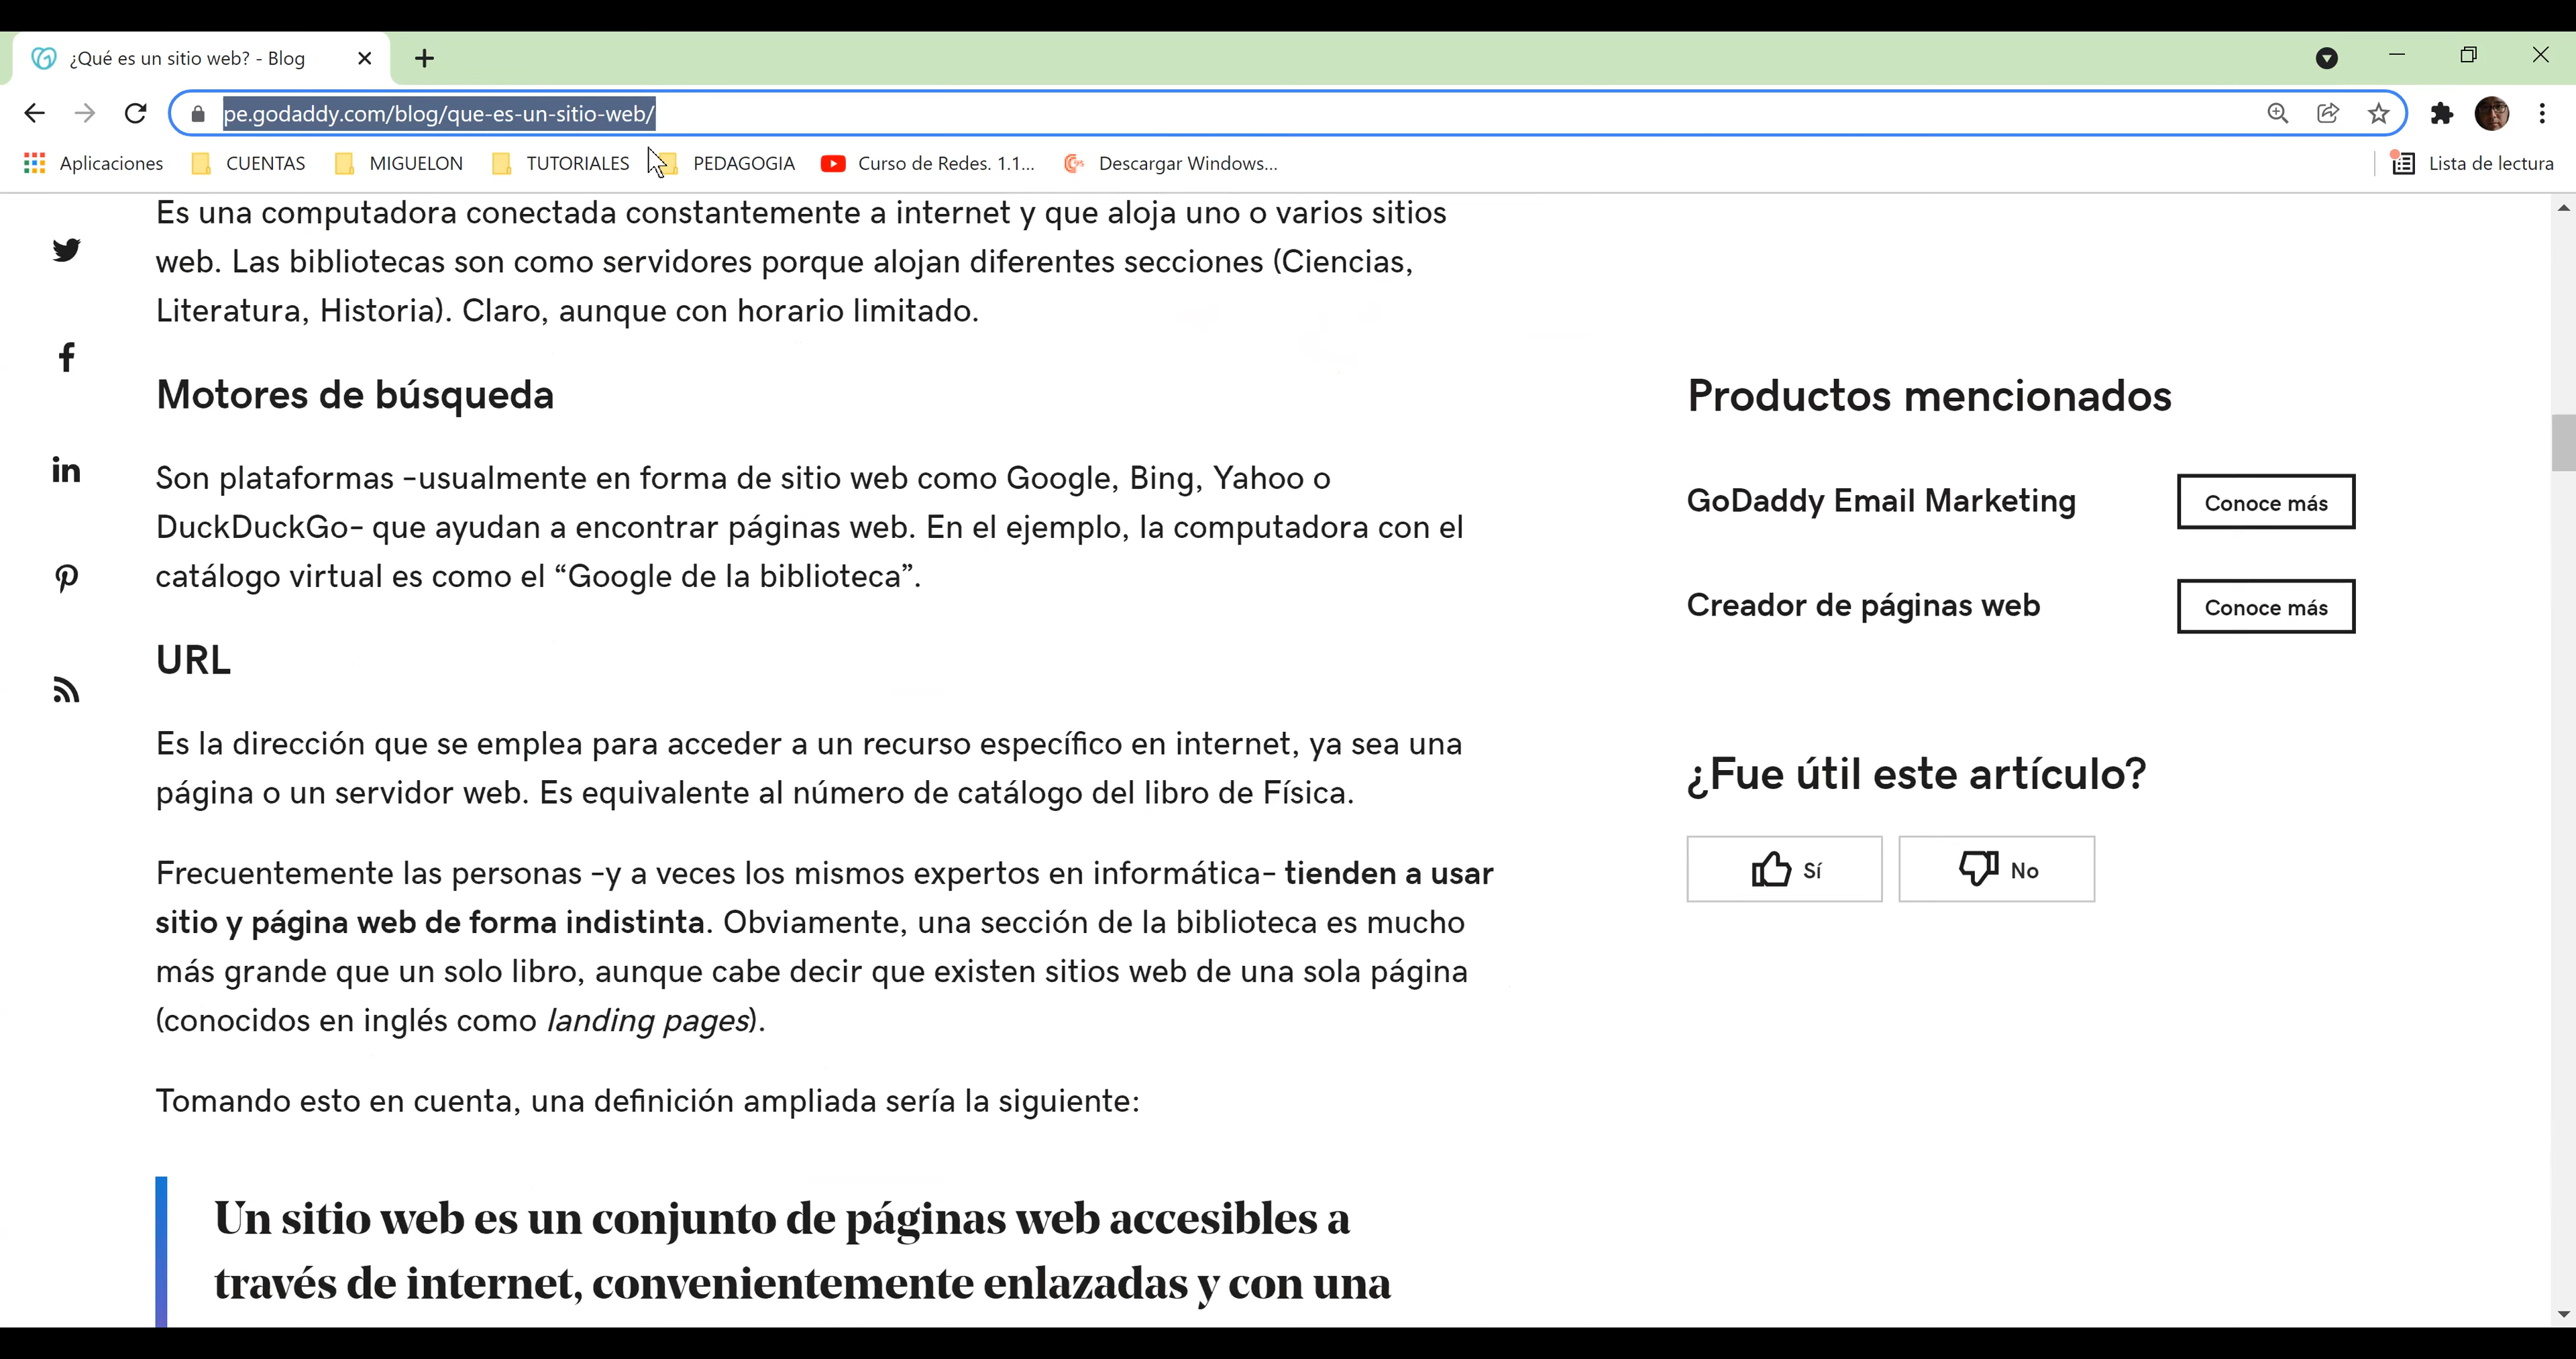 ¿Qué es un sitio web? - Blog
pe.godaddy.com/blog/que-es-un-sitio-web/
Aplicaciones CUENTAS MIGUELON TUTORIALES PEDAGOGIA Curso de Redes. 1.1... Descargar Windows... Lista de lectura
Es una computadora conectada constantemente a internet y que aloja uno o varios sitios
web. Las bibliotecas son como servidores porque alojan diferentes secciones (Ciencias,
Literatura, Historia). Claro, aunque con horario limitado.
Motores de búsqueda
Son plataformas –usualmente en forma de sitio web como Google, Bing, Yahoo o
DuckDuckGo– que ayudan a encontrar páginas web. En el ejemplo, la computadora con el
catálogo virtual es como el “Google de la biblioteca”.
URL
Es la dirección que se emplea para acceder a un recurso específico en internet, ya sea una
página o un servidor web. Es equivalente al número de catálogo del libro de Física.
Frecuentemente las personas –y a veces los mismos expertos en informática– tienden a usar
sitio y página web de forma indistinta. Obviamente, una sección de la biblioteca es mucho
más grande que un solo libro, aunque cabe decir que existen sitios web de una sola página
(conocidos en inglés como landing pages).
Tomando esto en cuenta, una definición ampliada sería la siguiente:
Un sitio web es un conjunto de páginas web accesibles a
través de internet, convenientemente enlazadas y con una
Productos mencionados
GoDaddy Email Marketing Conoce más
Creador de páginas web Conoce más
¿Fue útil este artículo?
Sí No